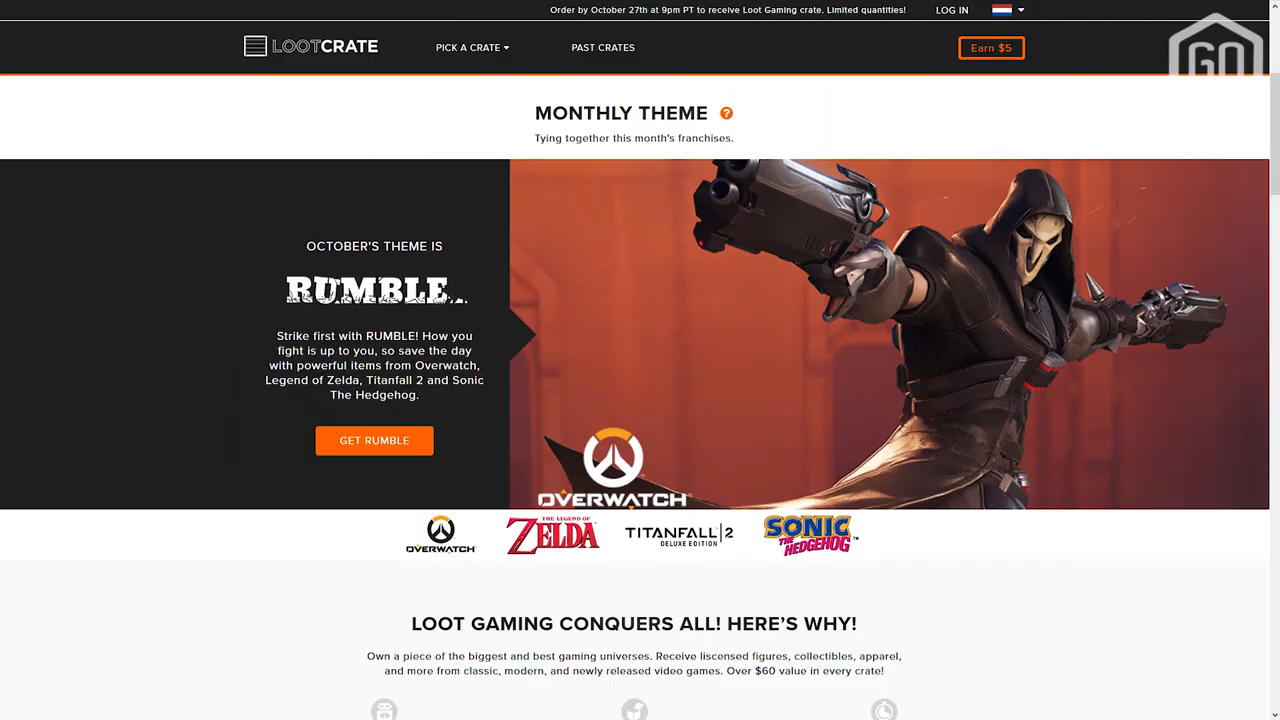 Order by October 27th at 9pm PT to receive Loot Gaming crate. Limited quantities!
LOG IN
LOOTCRATE
PICK A CRATE
PAST CRATES
Earn $5
GO
MONTHLY THEME ?
Tying together this month's franchises.
OCTOBER'S THEME IS
RUMBLE
Strike first with RUMBLE! How you
fight is up to you, so save the day
with powerful items from Overwatch,
Legend of Zelda, Titanfall 2 and Sonic
The Hedgehog.
GET RUMBLE
OVERWATCH
OVERWATCH
THE LEGEND OF
ZELDA
TITANFALL|2
DELUXE EDITION
SONIC
THE
HEDGEHOG™
LOOT GAMING CONQUERS ALL! HERE'S WHY!
Own a piece of the biggest and best gaming universes. Receive liscensed figures, collectibles, apparel,
and more from classic, modern, and newly released video games. Over $60 value in every crate!